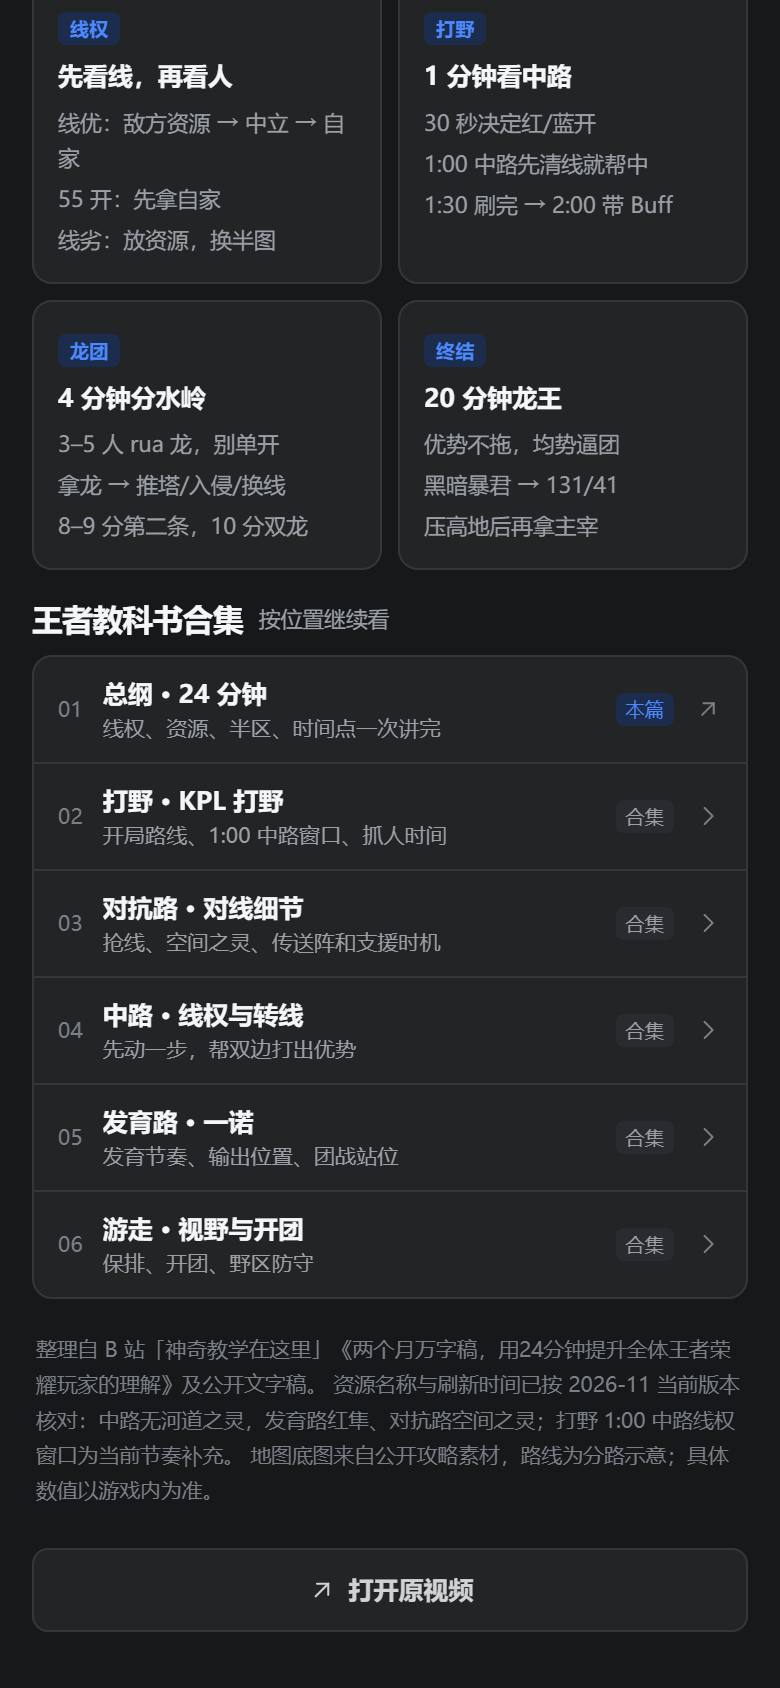 线权
先看线，再看人
线优：敌方资源 → 中立 → 自
家
55 开：先拿自家
线劣：放资源，换半图
打野
1 分钟看中路
30 秒决定红/蓝开
1:00 中路先清线就帮中
1:30 刷完 → 2:00 带 Buff
龙团
4 分钟分水岭
3–5 人 rua 龙，别单开
拿龙 → 推塔/入侵/换线
8–9 分第二条，10 分双龙
终结
20 分钟龙王
优势不拖，均势逼团
黑暗暴君 → 131/41
压高地后再拿主宰
王者教科书合集 按位置继续看
01 总纲 • 24 分钟
线权、资源、半区、时间点一次讲完
本篇
02 打野 • KPL 打野
开局路线、1:00 中路窗口、抓人时间
合集
03 对抗路 • 对线细节
抢线、空间之灵、传送阵和支援时机
合集
04 中路 • 线权与转线
先动一步，帮双边打出优势
合集
05 发育路 • 一诺
发育节奏、输出位置、团战站位
合集
06 游走 • 视野与开团
保排、开团、野区防守
合集
整理自 B 站「神奇教学在这里」《两个月万字稿，用24分钟提升全体王者荣
耀玩家的理解》及公开文字稿。 资源名称与刷新时间已按 2026-11 当前版本
核对：中路无河道之灵，发育路红隼、对抗路空间之灵；打野 1:00 中路线权
窗口为当前节奏补充。 地图底图来自公开攻略素材，路线为分路示意；具体
数值以游戏内为准。
打开原视频